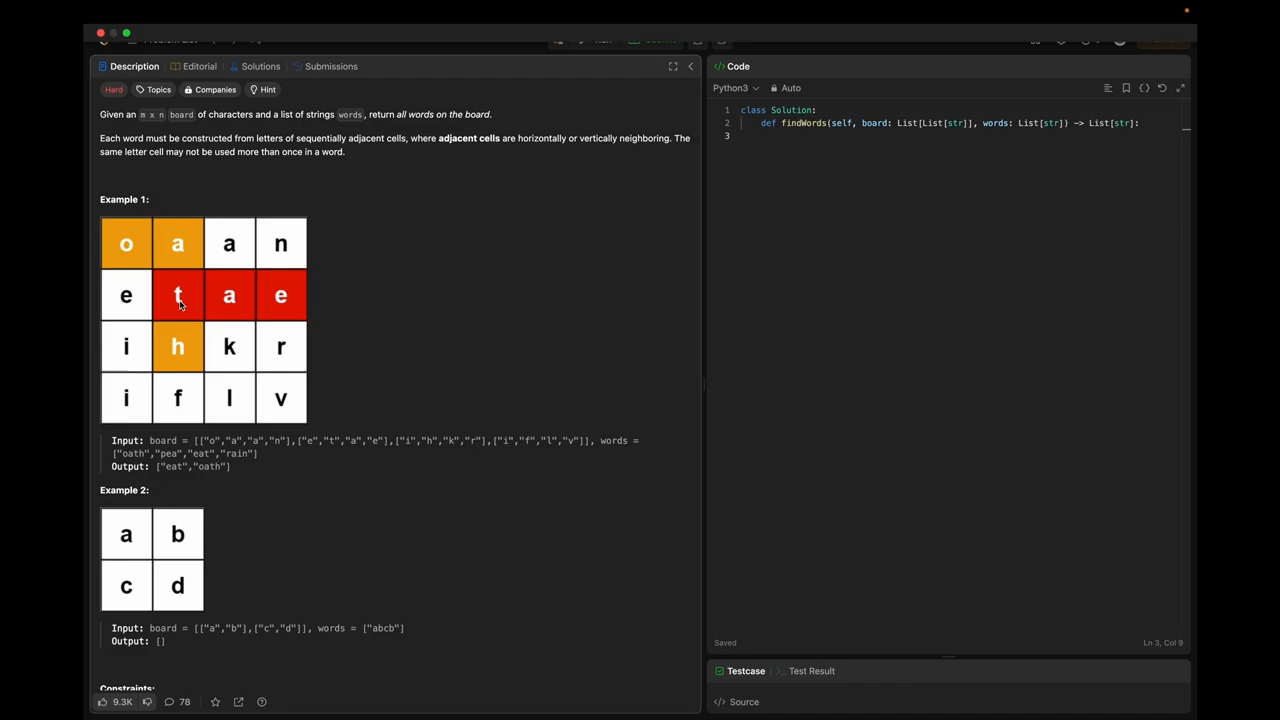 Description
Editorial
Solutions
Submissions
Hard
Topics
Companies
Hint
Given an m x n board of characters and a list of strings words, return all words on the board.
Each word must be constructed from letters of sequentially adjacent cells, where adjacent cells are horizontally or vertically neighboring. The
same letter cell may not be used more than once in a word.
Example 1:
o a a n
e t a e
i h k r
i f l v
Input: board = [["o","a","a","n"],["e","t","a","e"],["i","h","k","r"],["i","f","l","v"]], words =
["oath","pea","eat","rain"]
Output: ["eat","oath"]
Example 2:
a b
c d
Input: board = [["a","b"],["c","d"]], words = ["abcb"]
Output: []
Constraints:
9.3K
78
</> Code
Python3
Auto
1 class Solution:
2 def findWords(self, board: List[List[str]], words: List[str]) -> List[str]:
3
Saved
Ln 3, Col 9
Testcase
>_ Test Result
</> Source